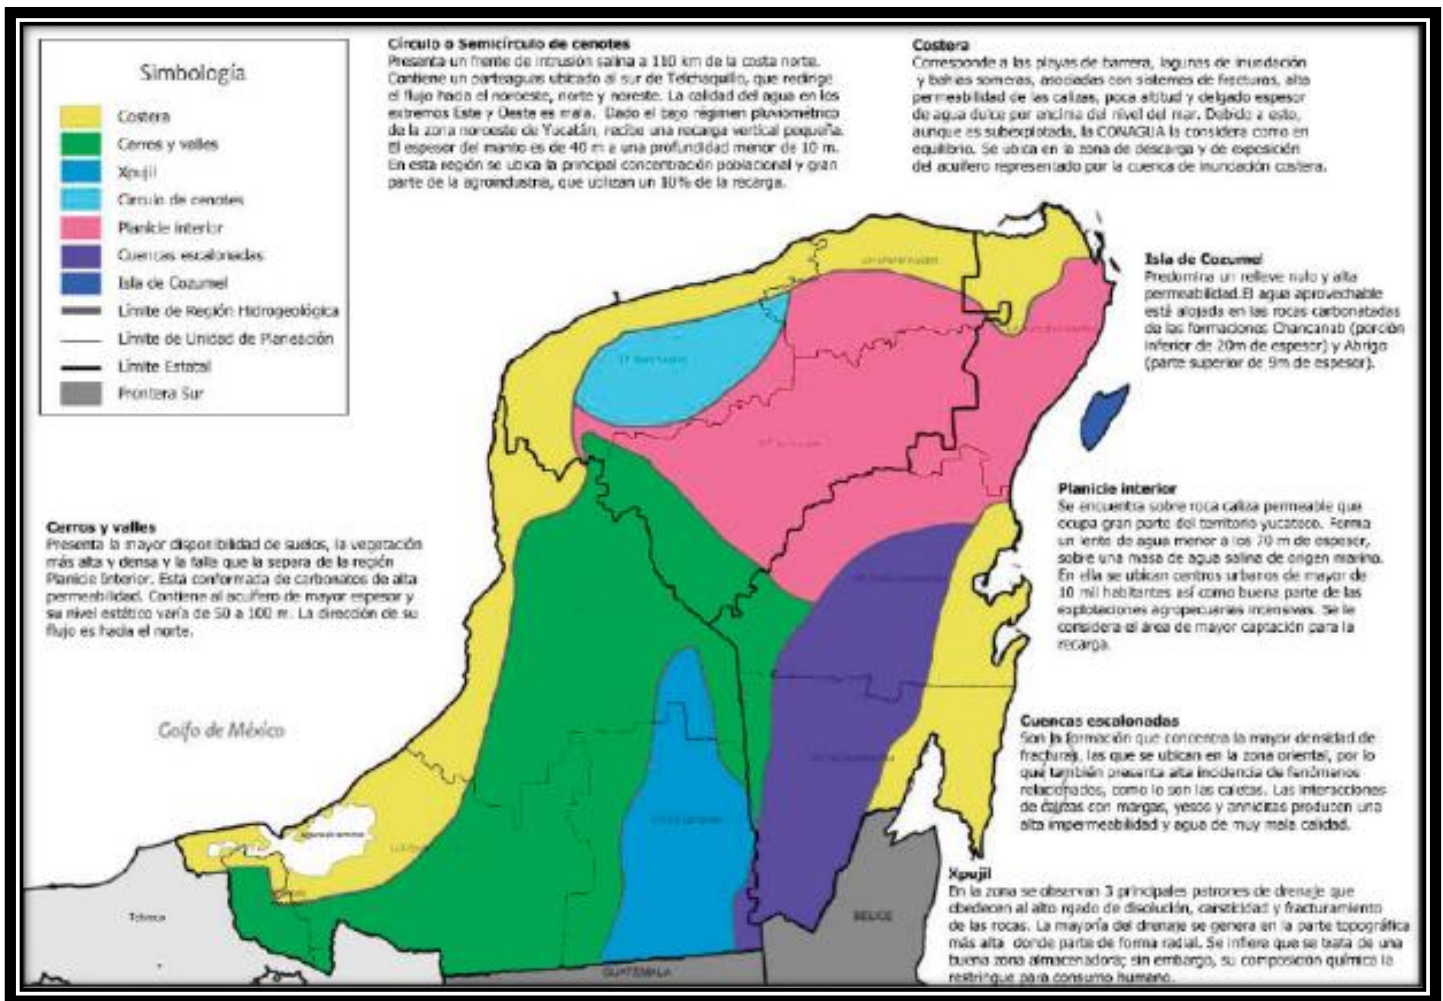 Simbología
Costera
Cerros y valles
Xpujil
Circulo de cenotes
Planicie interior
Cuencas escalonadas
Isla de Cozumel
Límite de Región Hidrogeológica
Límite de Unidad de Planeación
Límite Estatal
Frontera Sur
Círculo o Semicírculo de cenotes
Presenta un frente de intrusión salina a 110 km de la costa norte.
Contiene un parteaguas ubicado al sur de Telchaquillo, que redirige
el flujo hacia el noroeste, norte y noreste. La calidad del agua en los
extremos Este y Oeste es mala. Dado el bajo régimen pluviométrico
de la zona noroeste de Yucatán, recibe una recarga vertical pequeña.
El espesor del manto es de 40 m a una profundidad menor de 10 m.
En esta región se ubica la principal concentración poblacional y gran
parte de la agroindustria, que utilizan un 10% de la recarga.
Costera
Corresponde a las playas de barrera, lagunas de inundación
y bahías someras, asociadas con sistemas de fracturas, alta
permeabilidad de las calizas, poca altitud y delgado espesor
de agua dulce por encima del nivel del mar. Debido a esto,
aunque es subexplotada, la CONAGUA la considera como en
equilibrio. Se ubica en la zona de descarga y de exposición
del acuífero representado por la cuenca de inundación costera.
Isla de Cozumel
Predomina un relieve nulo y alta
permeabilidad.El agua aprovechable
está alojada en las rocas carbonatadas
de las formaciones Chancanab (porción
inferior de 20m de espesor) y Abrigo
(parte superior de 9m de espesor).
Planicie interior
Se encuentra sobre roca caliza permeable que
ocupa gran parte del territorio yucateco. Forma
un lente de agua menor a los 70 m de espesor,
sobre una masa de agua salina de origen marino.
En ella se ubican centros urbanos de mayor de
10 mil habitantes así como buena parte de las
explotaciones agropecuarias intensivas. Se le
considera el área de mayor captación para la
recarga.
Cerros y valles
Presenta la mayor disponibilidad de suelos, la vegetación
más alta y densa y la falla que la separa de la región
Planicie Interior. Está conformada de carbonatos de alta
permeabilidad. Contiene al acuífero de mayor espesor y
su nivel estático varía de 50 a 100 m. La dirección de su
flujo es hacia el norte.
Golfo de México
Cuencas escalonadas
Son la formación que concentra la mayor densidad de
fracturas, las que se ubican en la zona oriental, por lo
que también presenta alta incidencia de fenómenos
relacionados, como lo son las caletas. Las interacciones
de calizas con margas, yesos y anhidritas producen una
alta impermeabilidad y agua de muy mala calidad.
Xpujil
En la zona se observan 3 principales patrones de drenaje que
obedecen al alto rgado de disolución, carsticidad y fracturamiento
de las rocas. La mayoría del drenaje se genera en la parte topográfica
más alta donde parte de forma radial. Se infiere que se trata de una
buena zona almacenadora; sin embargo, su composición química la
restringue para consumo humano.
Tabasco
BELICE
GUATEMALA